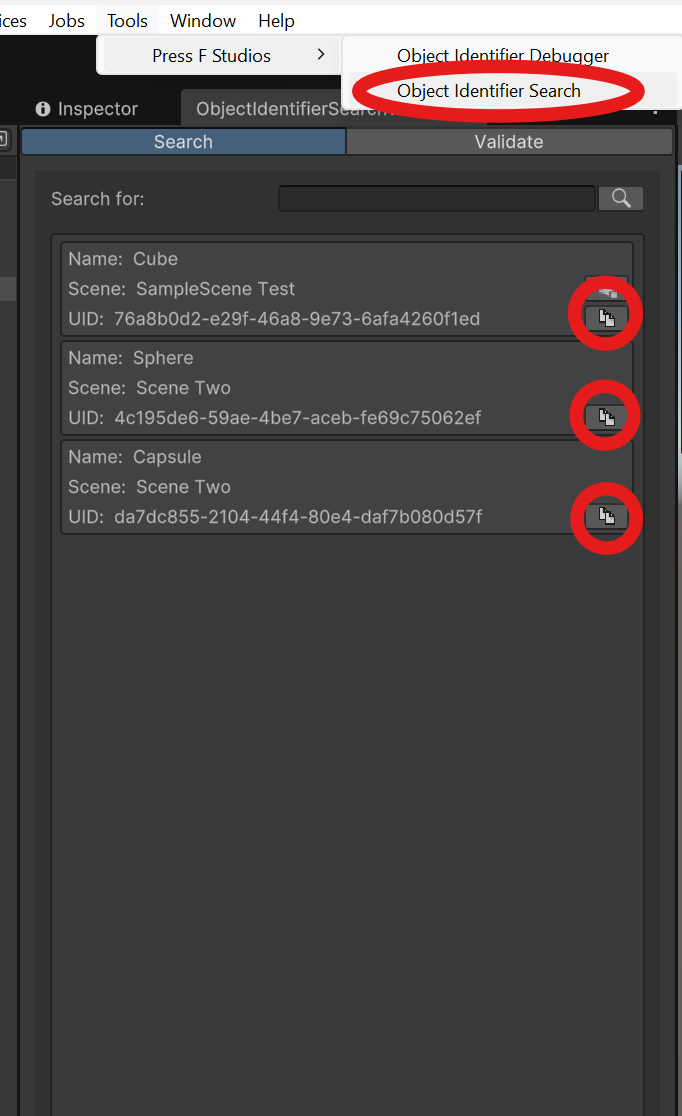 ices Jobs Tools Window Help
Press F Studios
Object Identifier Debugger
Object Identifier Search
Inspector
Search Validate
Search for:
Name: Cube
Scene: SampleScene Test
UID: 76a8b0d2-e29f-46a8-9e73-6afa4260f1ed
Name: Sphere
Scene: Scene Two
UID: 4c195de6-59ae-4be7-aceb-fe69c75062ef
Name: Capsule
Scene: Scene Two
UID: da7dc855-2104-44f4-80e4-daf7b080d57f